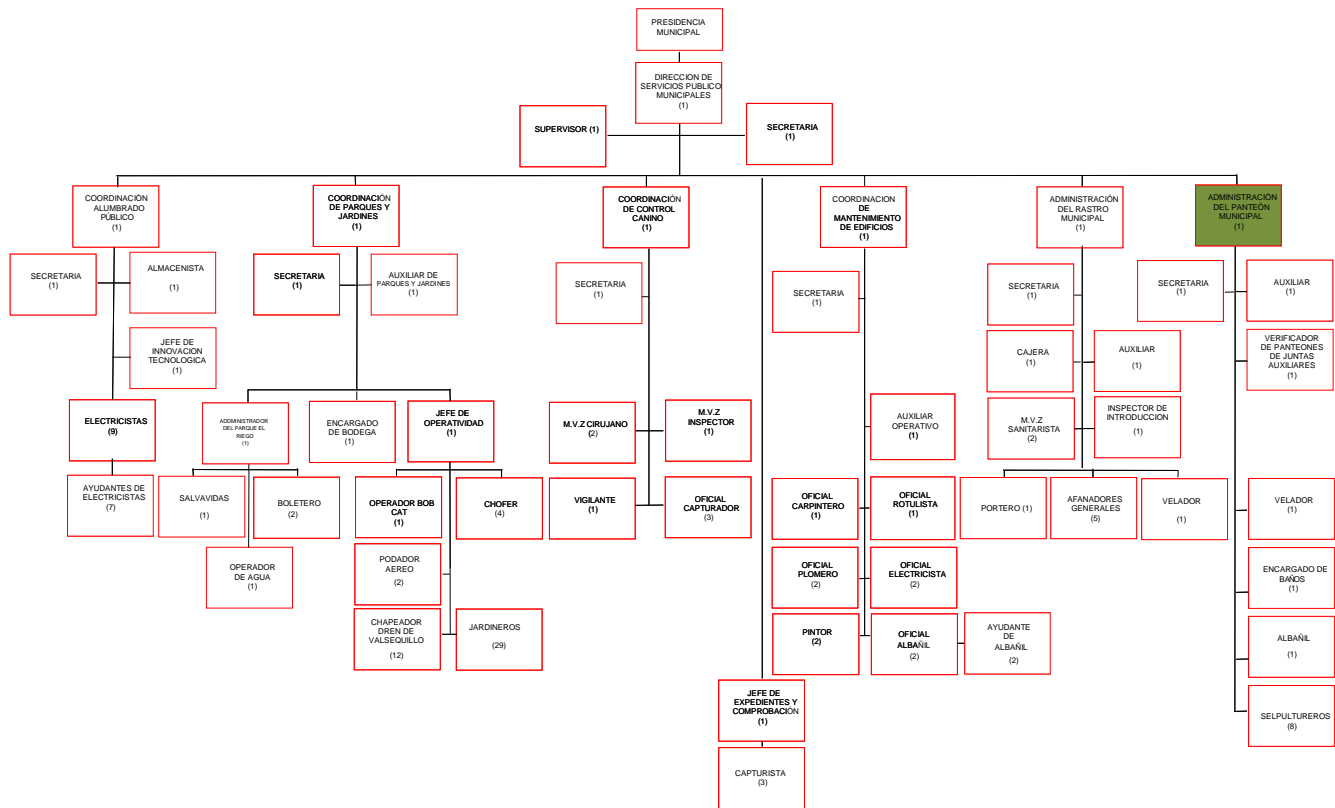 PRESIDENCIA
MUNICIPAL
DIRECCION DE
SERVICIOS PUBLICO
MUNICIPALES
(1)
SUPERVISOR (1)
SECRETARIA
(1)
COORDINACIÓN
ALUMBRADO
PÚBLICO
(1)
COORDINACIÓN
DE PARQUES Y
JARDINES
(1)
COORDINACIÓN
DE CONTROL
CANINO
(1)
COORDINACION
DE
MANTENIMIENTO
DE EDIFICIOS
(1)
ADMINISTRACIÓN
DEL RASTRO
MUNICIPAL
(1)
ADMINISTRACIÓN
DEL PANTEÓN
MUNICIPAL
(1)
SECRETARIA
(1)
ALMACENISTA
(1)
JEFE DE
INNOVACION
TECNOLOGICA
(1)
ELECTRICISTAS
(9)
AYUDANTES DE
ELECTRICISTAS
(7)
SECRETARIA
(1)
AUXILIAR DE
PARQUES Y JARDINES
(1)
ADDMINISTRADOR
DEL PARQUE EL
RIEGO
(1)
ENCARGADO
DE BODEGA
(1)
JEFE DE
OPERATIVIDAD
(1)
SALVAVIDAS
(1)
BOLETERO
(2)
OPERADOR
DE AGUA
(1)
OPERADOR BOB
CAT
(1)
CHOFER
(4)
PODADOR
AEREO
(2)
CHAPEADOR
DREN DE
VALSEQUILLO
(12)
JARDINEROS
(29)
SECRETARIA
(1)
M.V.Z CIRUJANO
(2)
M.V.Z
INSPECTOR
(1)
VIGILANTE
(1)
OFICIAL
CAPTURADOR
(3)
JEFE DE
EXPEDIENTES Y
COMPROBACIÓN
(1)
CAPTURISTA
(3)
SECRETARIA
(1)
AUXILIAR
OPERATIVO
(1)
OFICIAL
CARPINTERO
(1)
OFICIAL
ROTULISTA
(1)
OFICIAL
PLOMERO
(2)
OFICIAL
ELECTRICISTA
(2)
PINTOR
(2)
OFICIAL
ALBAÑIL
(2)
AYUDANTE
DE
ALBAÑIL
(2)
SECRETARIA
(1)
CAJERA
(1)
AUXILIAR
(1)
M.V.Z
SANITARISTA
(2)
INSPECTOR DE
INTRODUCCION
(1)
PORTERO (1)
AFANADORES
GENERALES
(5)
VELADOR
(1)
SECRETARIA
(1)
AUXILIAR
(1)
VERIFICADOR
DE PANTEONES
DE JUNTAS
AUXILIARES
(1)
VELADOR
(1)
ENCARGADO DE
BAÑOS
(1)
ALBAÑIL
(1)
SELPULTUREROS
(8)